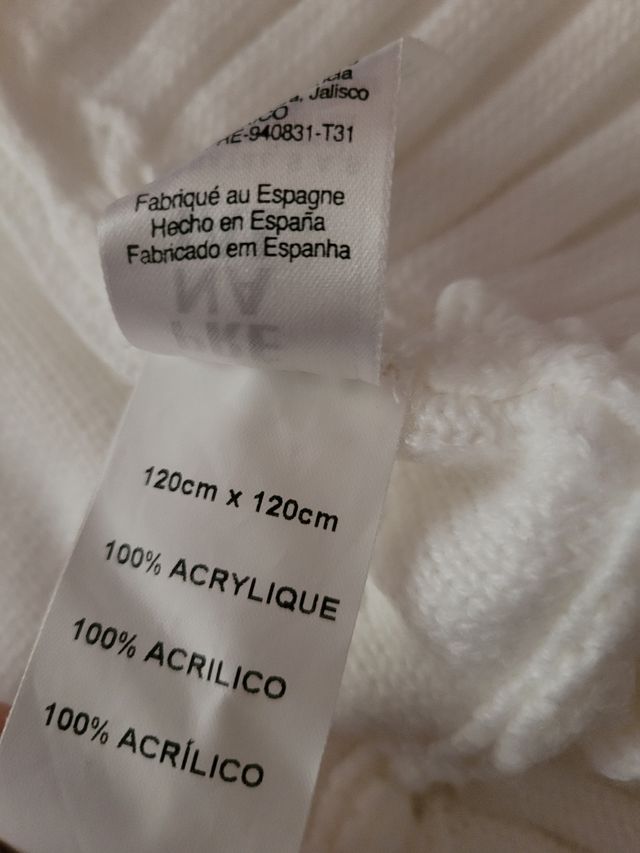 , Jalisco
-940831-T31
Fabriqué au Espagne
Hecho en España
Fabricado em Espanha
120cm x 120cm
100% ACRYLIQUE
100% ACRILICO
100% ACRÍLICO